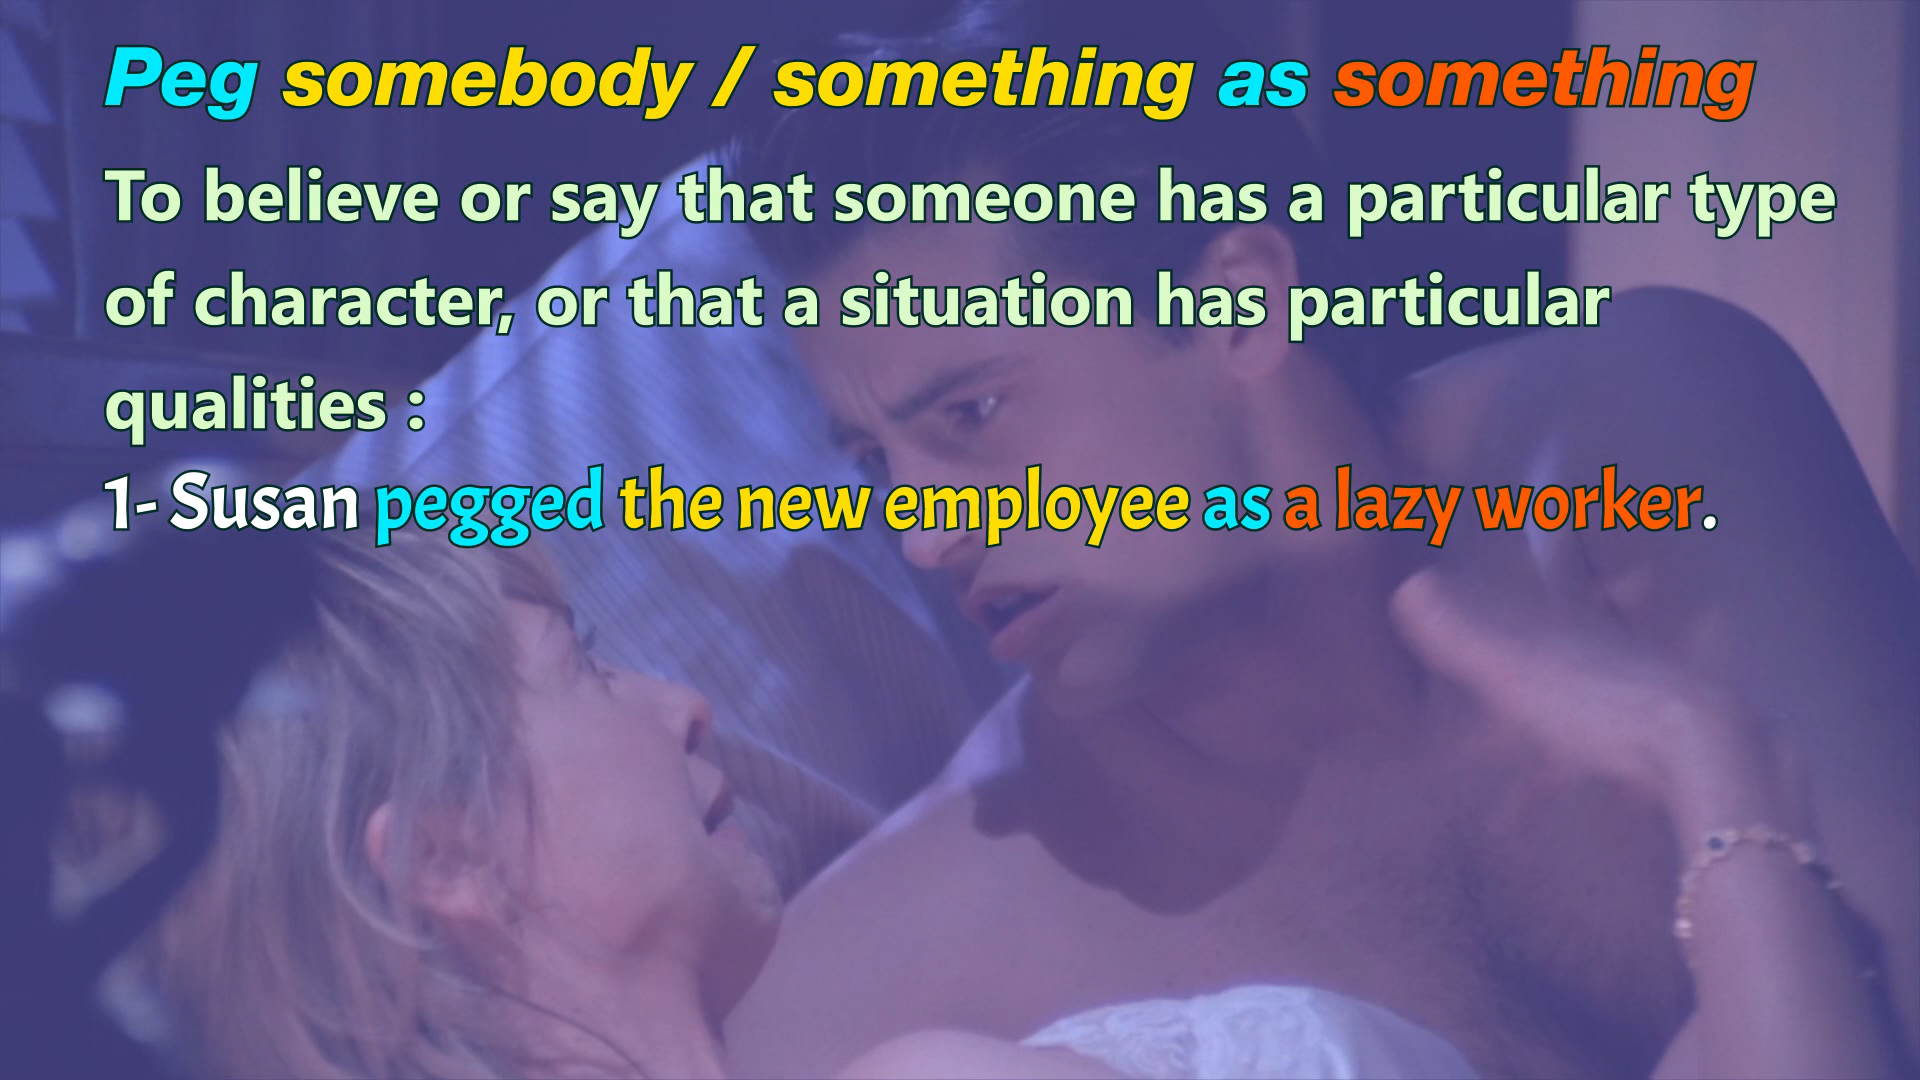 Peg somebody / something as something
To believe or say that someone has a particular type
of character, or that a situation has particular
qualities :
1- Susan pegged the new employee as a lazy worker.